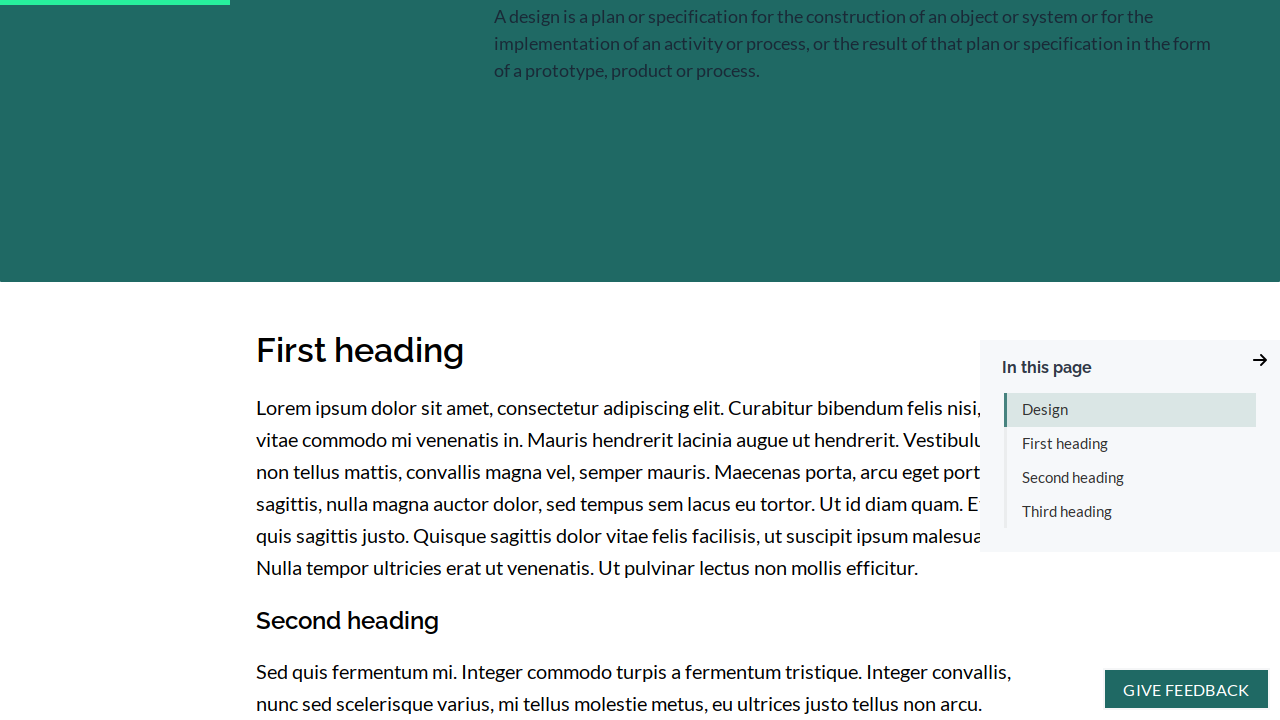 A design is a plan or specification for the construction of an object or system or for the
implementation of an activity or process, or the result of that plan or specification in the form
of a prototype, product or process.
First heading
Lorem ipsum dolor sit amet, consectetur adipiscing elit. Curabitur bibendum felis nisi,
vitae commodo mi venenatis in. Mauris hendrerit lacinia augue ut hendrerit.
non tellus mattis, convallis magna vel, semper mauris. Maecenas porta, arcu eget
sagittis, nulla magna auctor dolor, sed tempus sem lacus eu tortor. Ut id diam quam.
quis sagittis justo. Quisque sagittis dolor vitae felis facilisis, ut suscipit ipsum
Nulla tempor ultricies erat ut venenatis. Ut pulvinar lectus non mollis efficitur.
In this page
Design
First heading
Second heading
Third heading
Second heading
Sed quis fermentum mi. Integer commodo turpis a fermentum tristique. Integer convallis,
nunc sed scelerisque varius, mi tellus molestie metus, eu ultrices justo tellus non arcu.
GIVE FEEDBACK